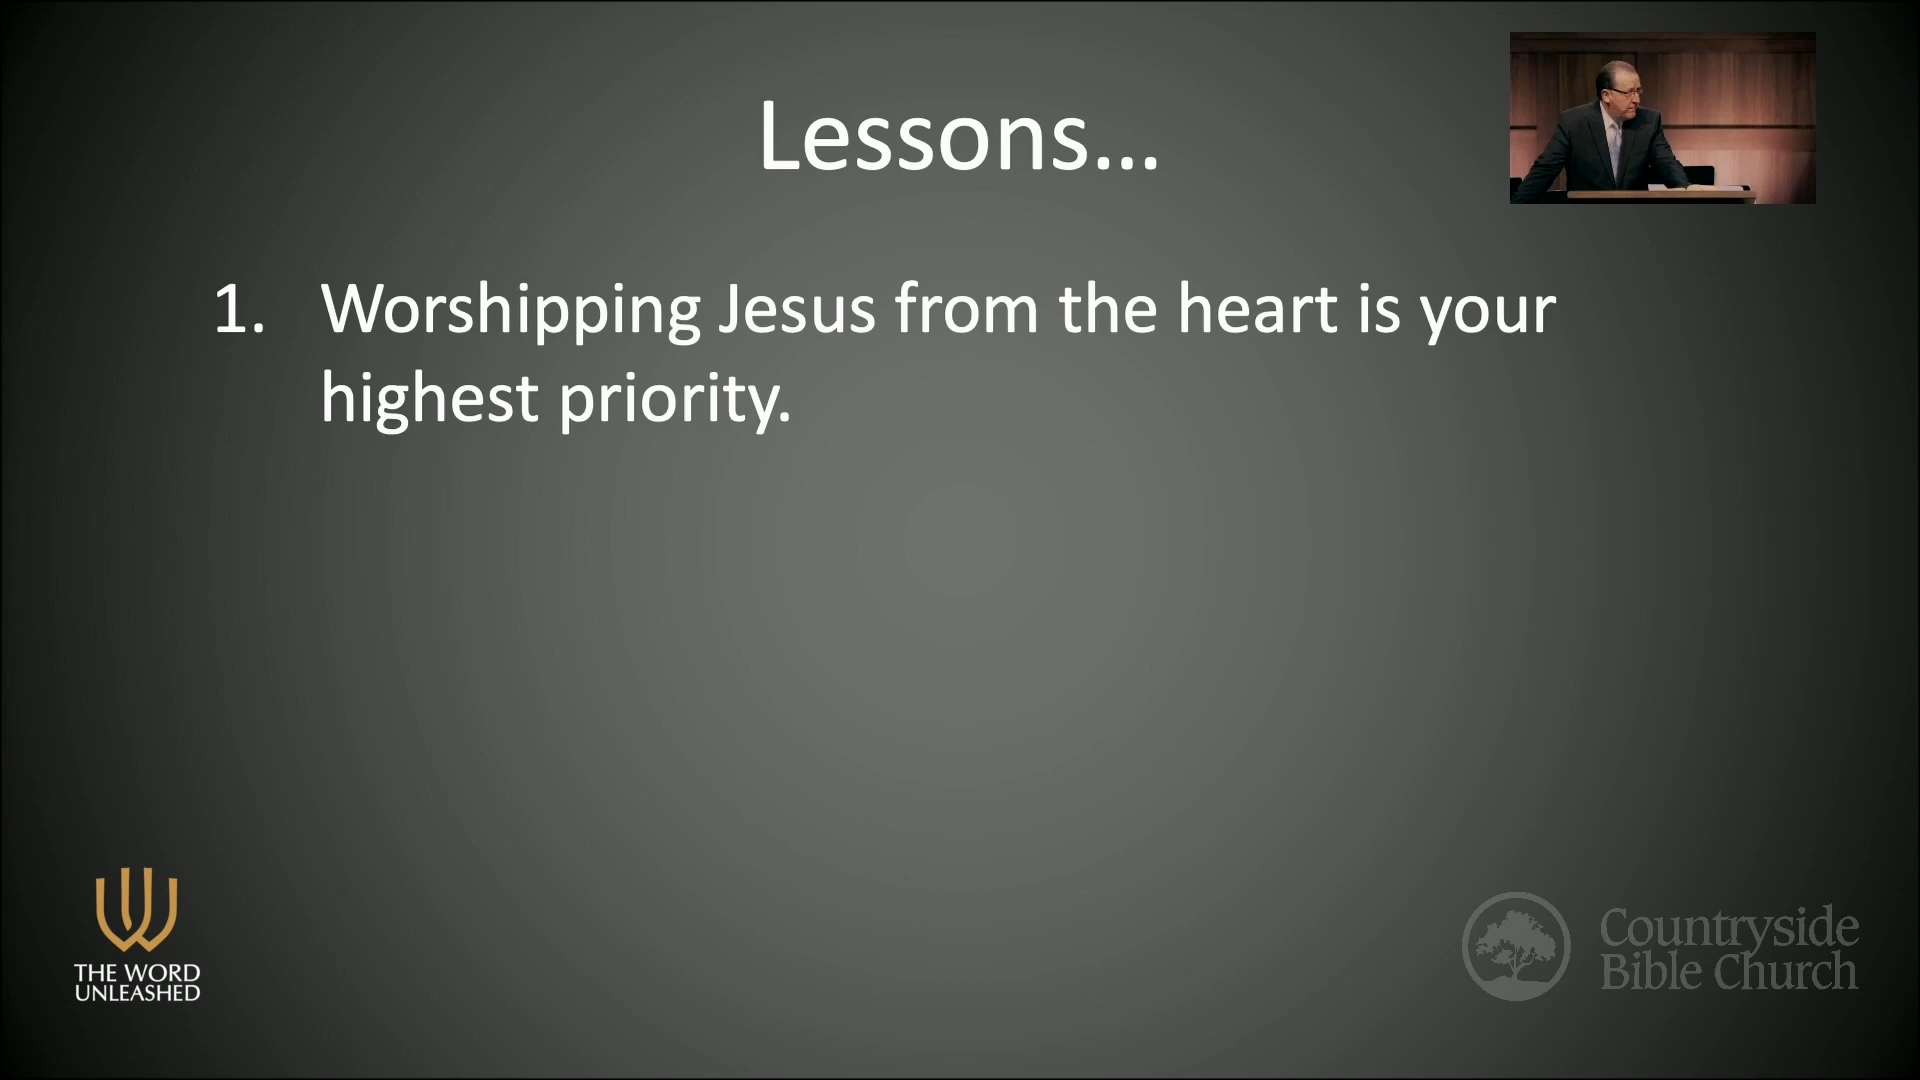 Lessons...
1. Worshipping Jesus from the heart is your
highest priority.
THE WORD
UNLEASHED
Countryside
Bible Church